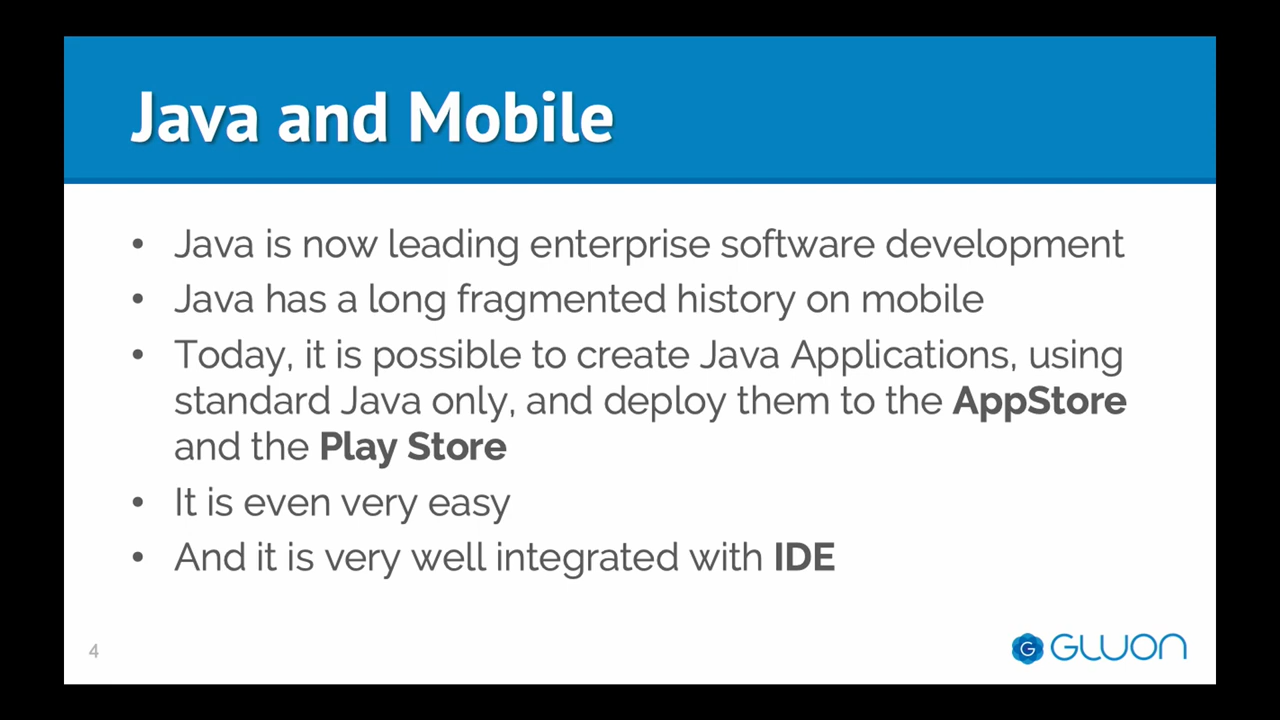 Java and Mobile
• Java is now leading enterprise software development
• Java has a long fragmented history on mobile
• Today, it is possible to create Java Applications, using
standard Java only, and deploy them to the AppStore
and the Play Store
• It is even very easy
• And it is very well integrated with IDE
4
G GLUON